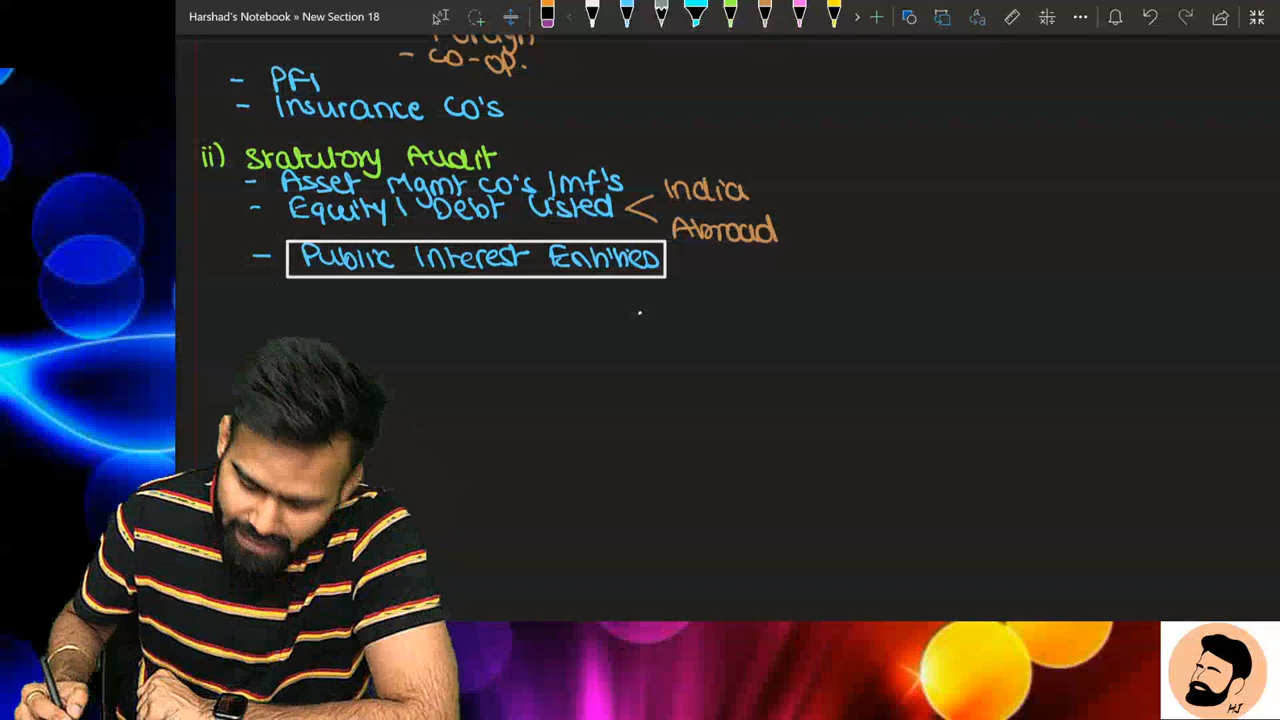 Harshad's Notebook » New Section 18
- Co-op.
- PFI
- Insurance Co's
ii) Statutory Audit
- Asset Mgmt co's / mf's
- Equity / Debt Listed < India
Abroad
- Public Interest Entities
HJ